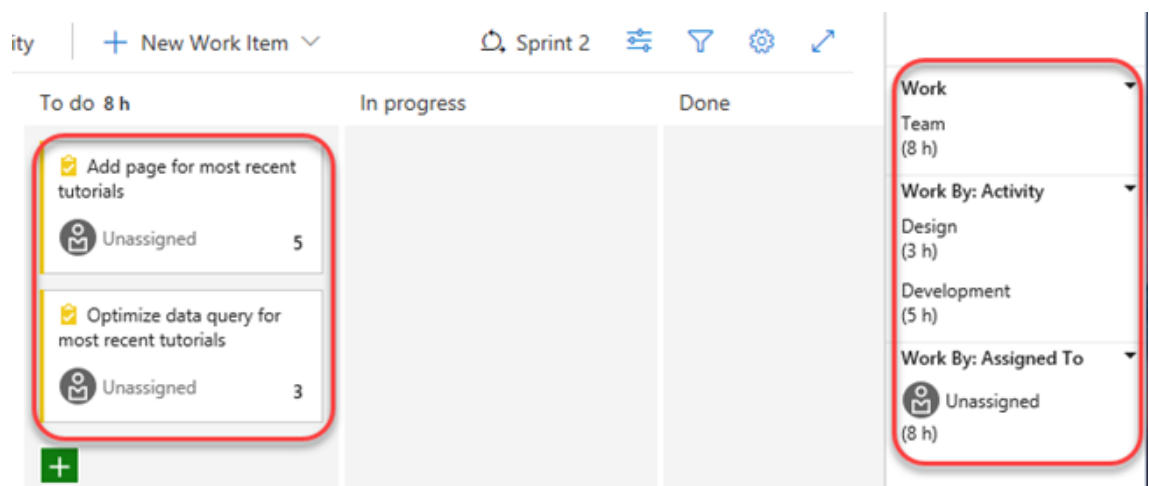 ity
+ New Work Item
Sprint 2
To do 8 h
In progress
Done
Add page for most recent
tutorials
Unassigned 5
Optimize data query for
most recent tutorials
Unassigned 3
+
Work
Team
(8 h)
Work By: Activity
Design
(3 h)
Development
(5 h)
Work By: Assigned To
Unassigned
(8 h)